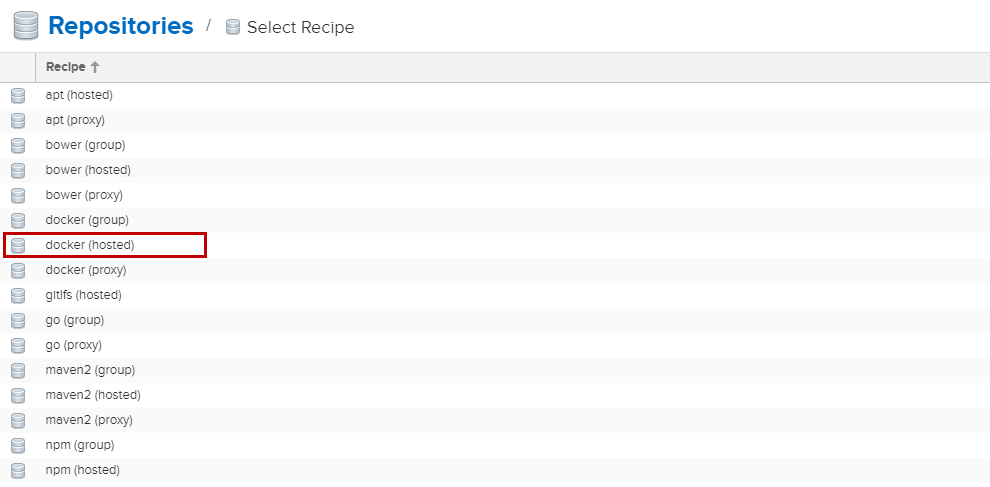 Repositories / Select Recipe
Recipe
apt (hosted)
apt (proxy)
bower (group)
bower (hosted)
bower (proxy)
docker (group)
docker (hosted)
docker (proxy)
gitlfs (hosted)
go (group)
go (proxy)
maven2 (group)
maven2 (hosted)
maven2 (proxy)
npm (group)
npm (hosted)